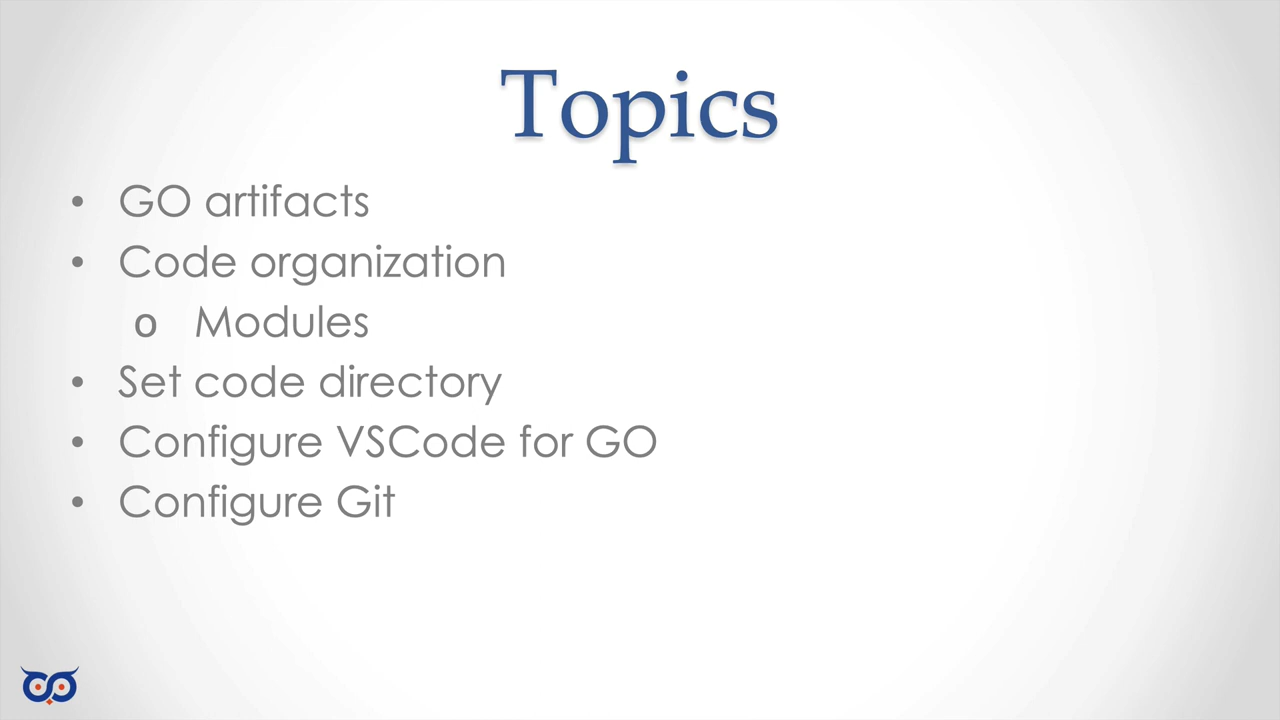 Topics
• GO artifacts
• Code organization
o Modules
• Set code directory
• Configure VSCode for GO
• Configure Git